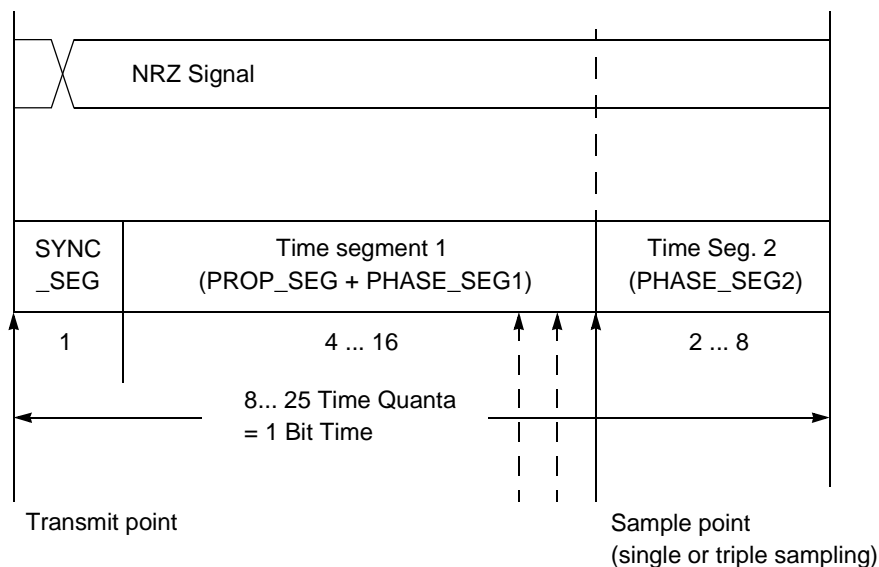 NRZ Signal
SYNC
_SEG
Time segment 1
(PROP_SEG + PHASE_SEG1)
Time Seg. 2
(PHASE_SEG2)
1
4 ... 16
2 ... 8
8... 25 Time Quanta
= 1 Bit Time
Transmit point
Sample point
(single or triple sampling)